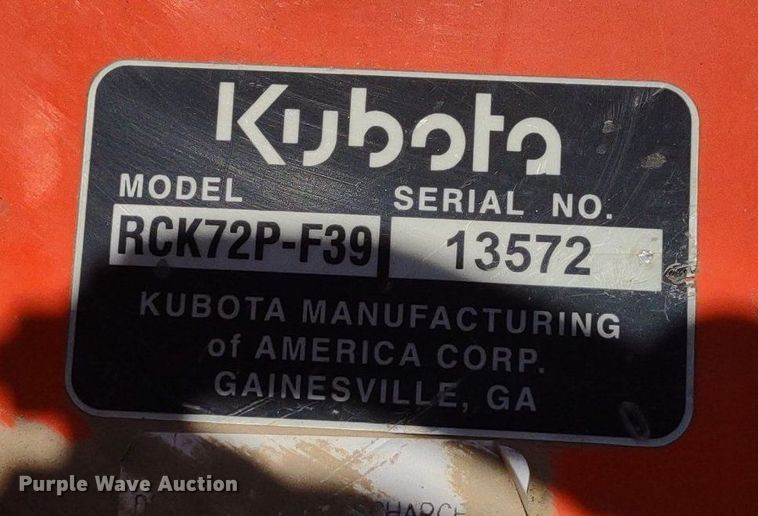 Kubota
MODEL SERIAL NO.
RCK72P-F39 13572
KUBOTA MANUFACTURING
of AMERICA CORP.
GAINESVILLE, GA
Purple Wave Auction